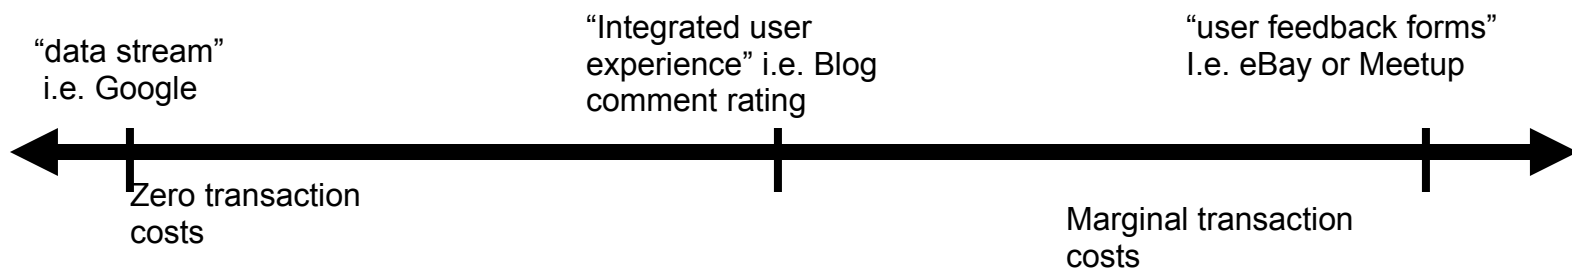 “data stream”
i.e. Google
“Integrated user
experience” i.e. Blog
comment rating
“user feedback forms”
I.e. eBay or Meetup
Zero transaction
costs
Marginal transaction
costs